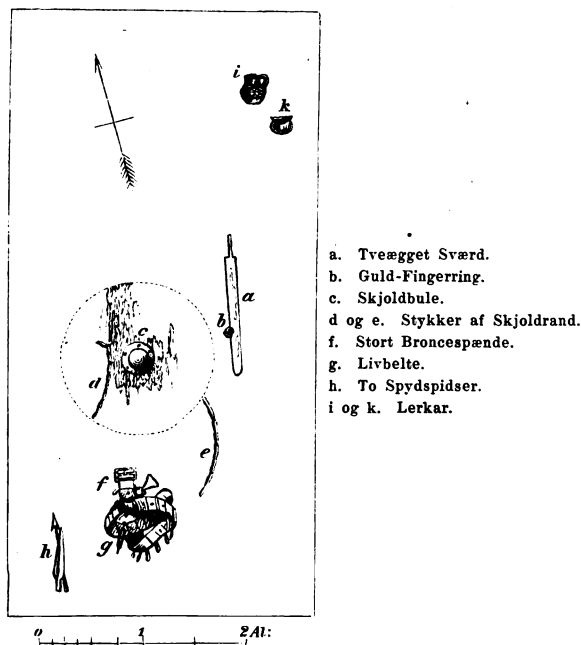 i
k
a
b
c
d
e
f
g
h
a. Tveægget Sværd.
b. Guld-Fingerring.
c. Skjoldbule.
d og e. Stykker af Skjoldrand.
f. Stort Broncespænde.
g. Livbelte.
h. To Spydspidser.
i og k. Lerkar.
0 1 2 Al: